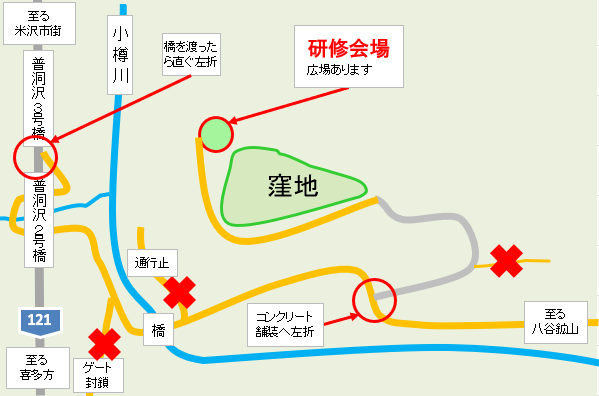 至る
米沢市街
小樽川
橋を渡った
ら直ぐ左折
研修会場
広場あります
普洞沢3号橋
窪地
普洞沢2号橋
通行止
コンクリート
舗装へ左折
至る
八谷鉱山
121
橋
至る
喜多方
ゲート
封鎖